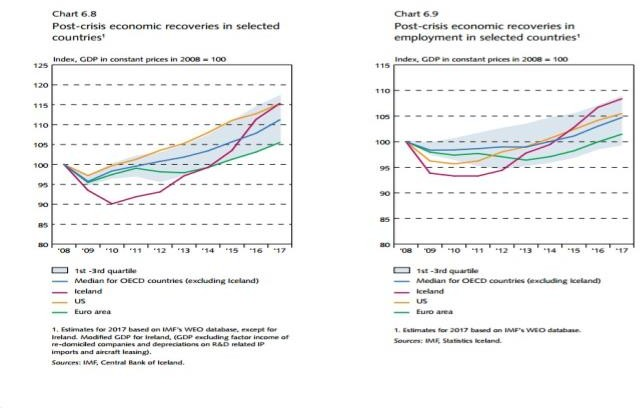 Chart 6.8
Post-crisis economic recoveries in selected
countries¹
Index, GDP in constant prices in 2008 = 100
125
120
115
110
105
100
95
90
85
80
'08 '09 '10 '11 '12 '13 '14 '15 '16 '17
1st -3rd quartile
Median for OECD countries (excluding Iceland)
Iceland
US
Euro area
1. Estimates for 2017 based on IMF's WEO database, except for
Ireland. Modified GDP for Ireland, (GDP excluding factor income of
re-domiciled companies and depreciations on R&D related IP
imports and aircraft leasing).
Sources: IMF, Central Bank of Iceland.
Chart 6.9
Post-crisis economic recoveries in
employment in selected countries¹
Index, GDP in constant prices in 2008 = 100
115
110
105
100
95
90
85
80
'08 '09 '10 '11 '12 '13 '14 '15 '16 '17
1st -3rd quartile
Median for OECD countries (excluding Iceland)
Iceland
US
Euro area
1. Estimates for 2017 based on IMF's WEO database.
Sources: IMF, Statistics Iceland.